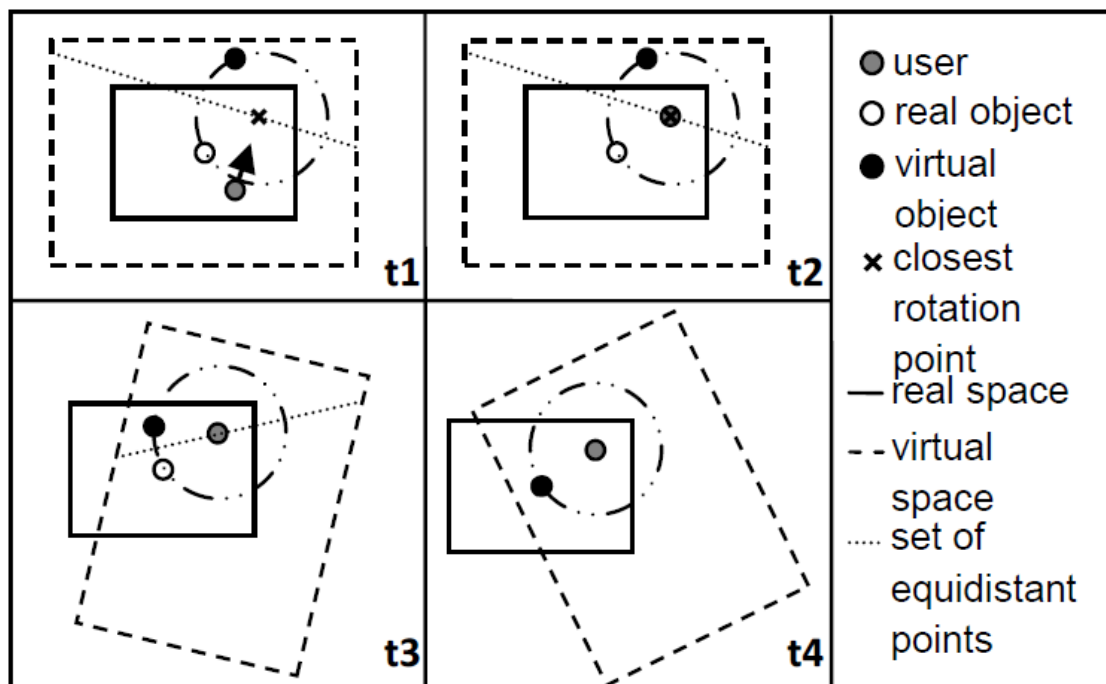 t1
t2
t3
t4
user
real object
virtual
object
closest
rotation
point
real space
virtual
space
set of
equidistant
points